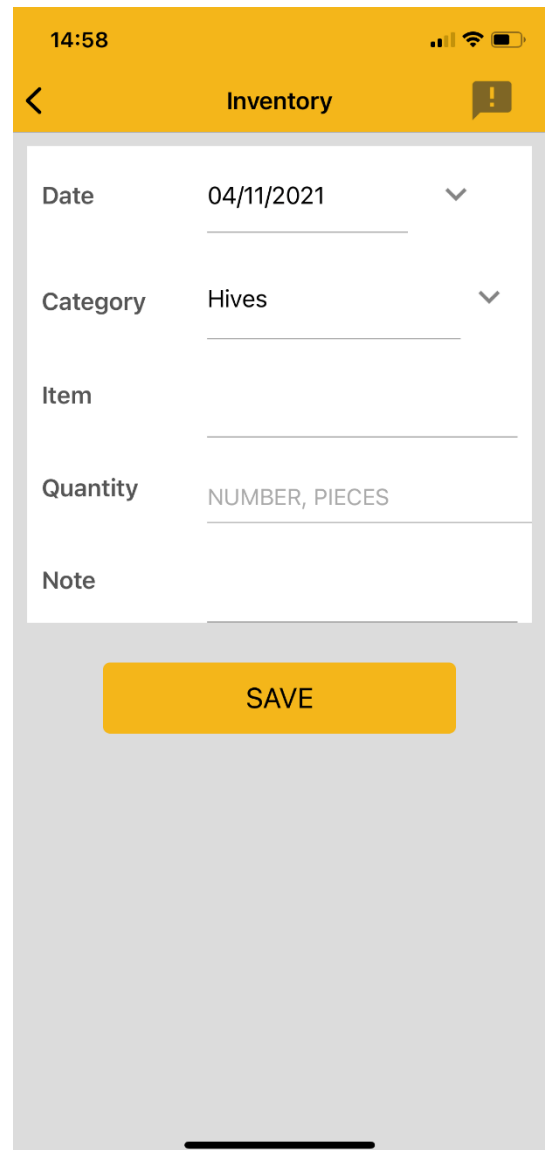 14:58
Inventory
Date 04/11/2021
Category Hives
Item
Quantity NUMBER, PIECES
Note
SAVE